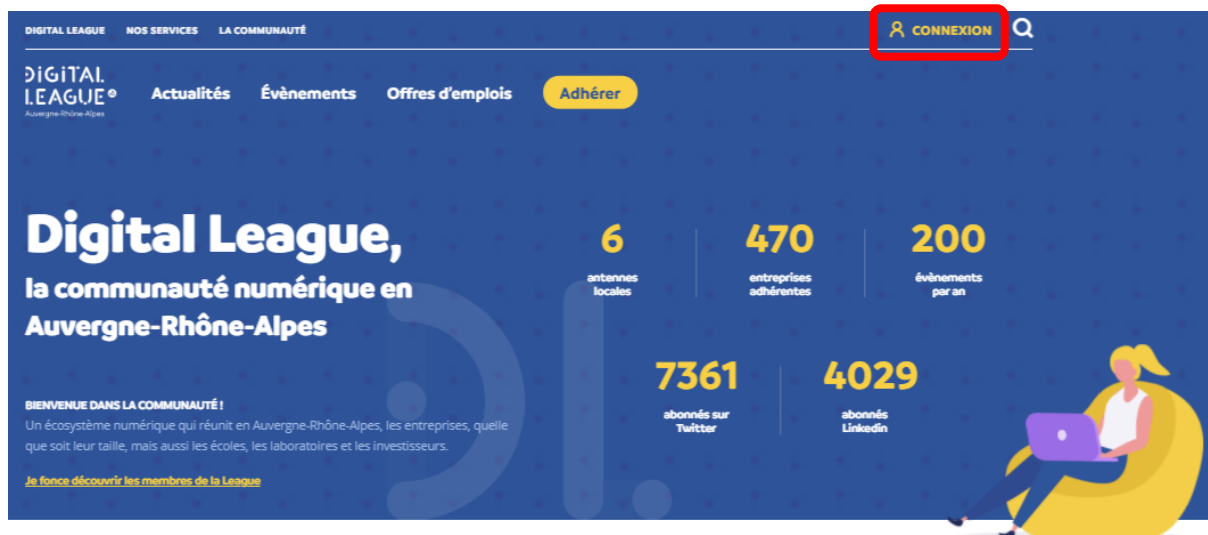 DIGITAL LEAGUE NOS SERVICES LA COMMUNAUTÉ CONNEXION
DIGITAL
LEAGUE
Auvergne-Rhône-Alpes
Actualités Évènements Offres d'emplois Adhérer
Digital League,
la communauté numérique en
Auvergne-Rhône-Alpes
6 470 200
antennes entreprises évènements
locales adhérentes par an
7361 4029
abonnés sur abonnés
Twitter Linkedin
BIENVENUE DANS LA COMMUNAUTÉ !
Un écosystème numérique qui réunit en Auvergne-Rhône-Alpes, les entreprises, quelle
que soit leur taille, mais aussi les écoles, les laboratoires et les investisseurs.
Je fonce découvrir les membres de la League
DL.